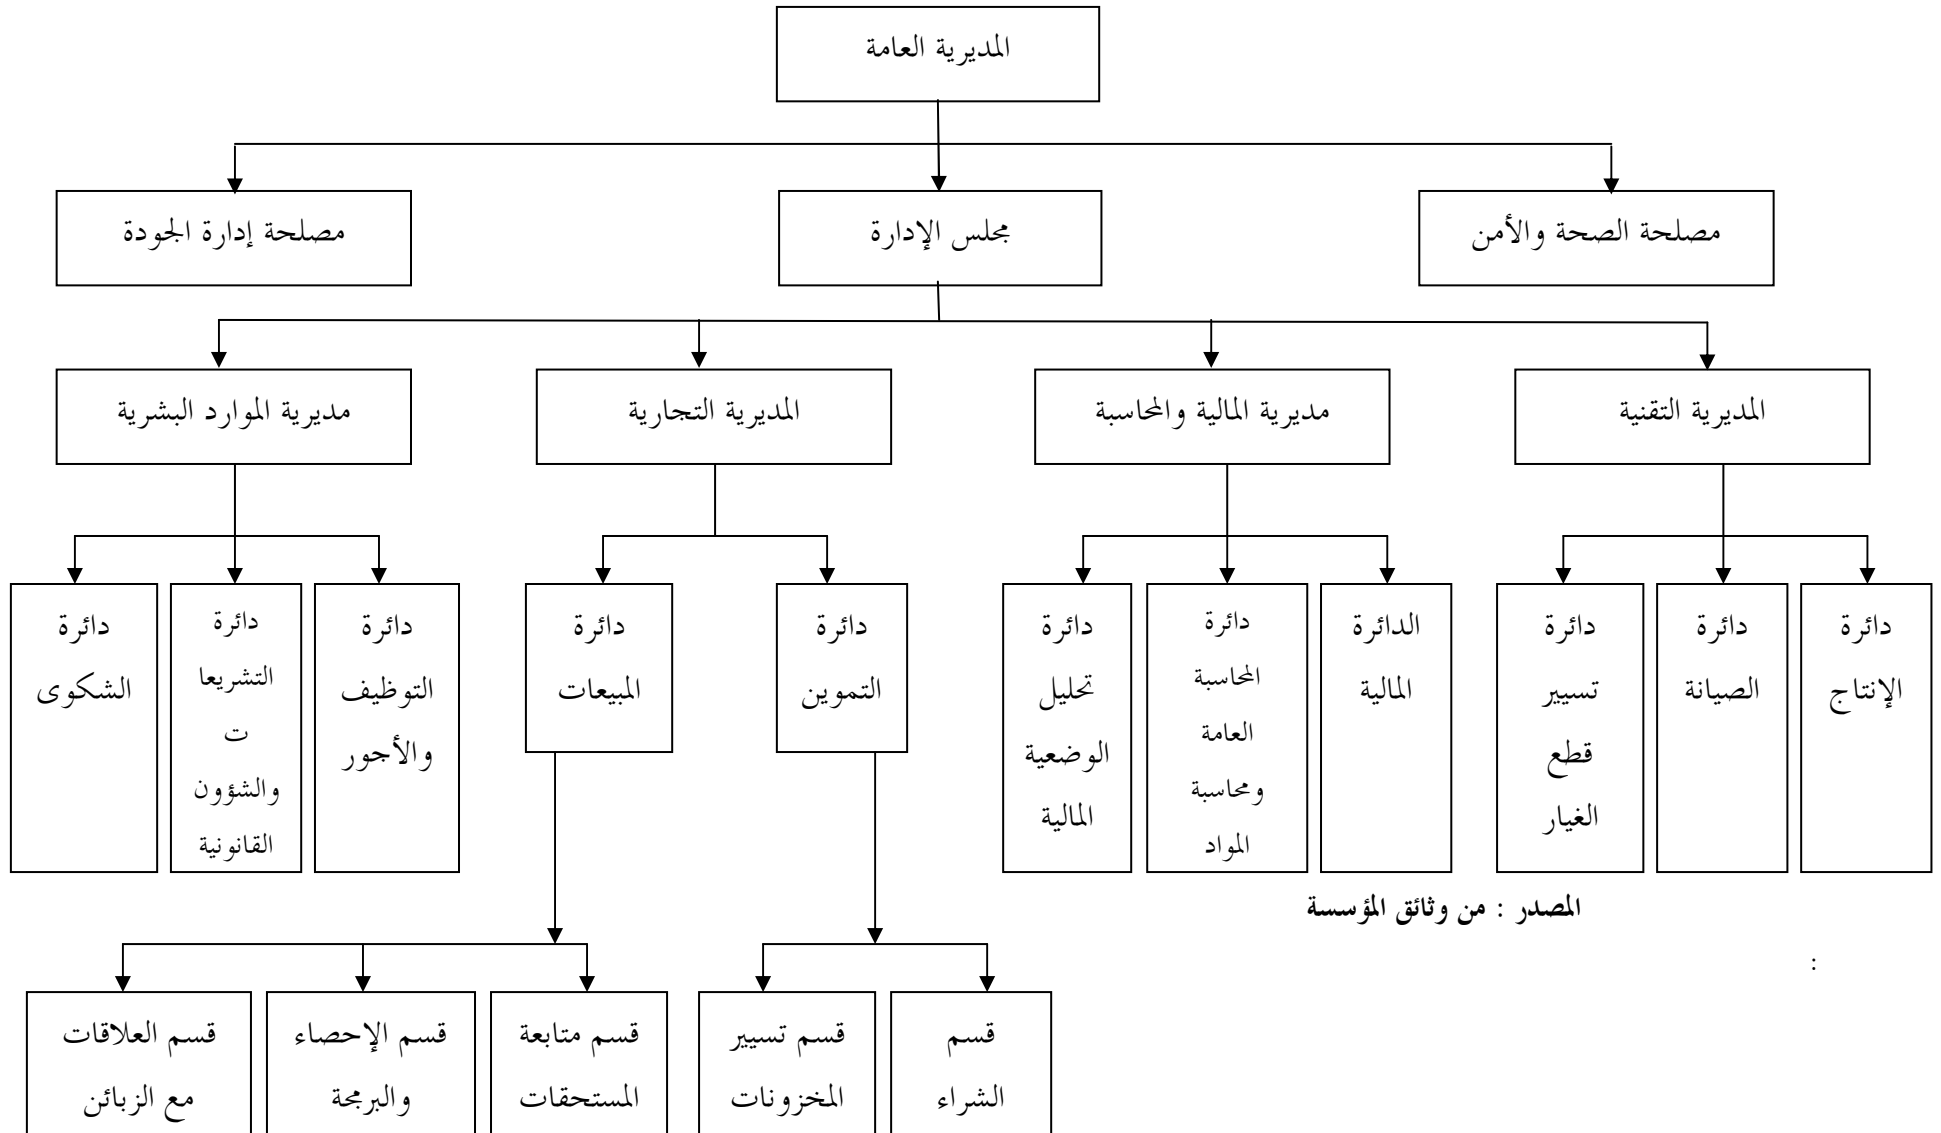 المديرية العامة
مصلحة الصحة والأمن
مجلس الإدارة
مصلحة إدارة الجودة
المديرية التقنية
مديرية المالية والمحاسبة
المديرية التجارية
مديرية الموارد البشرية
دائرة
الإنتاج
دائرة
الصيانة
دائرة
تسيير
قطع
الغيار
الدائرة
المالية
دائرة
المحاسبة
العامة
ومحاسبة
المواد
دائرة
تحليل
الوضعية
المالية
دائرة
التموين
دائرة
المبيعات
دائرة
التوظيف
والأجور
دائرة
التشريعا
ت
والشؤون
القانونية
دائرة
الشكوى
المصدر : من وثائق المؤسسة
:
قسم
الشراء
قسم تسيير
المخزونات
قسم متابعة
المستحقات
قسم الإحصاء
والبرمجة
قسم العلاقات
مع الزبائن